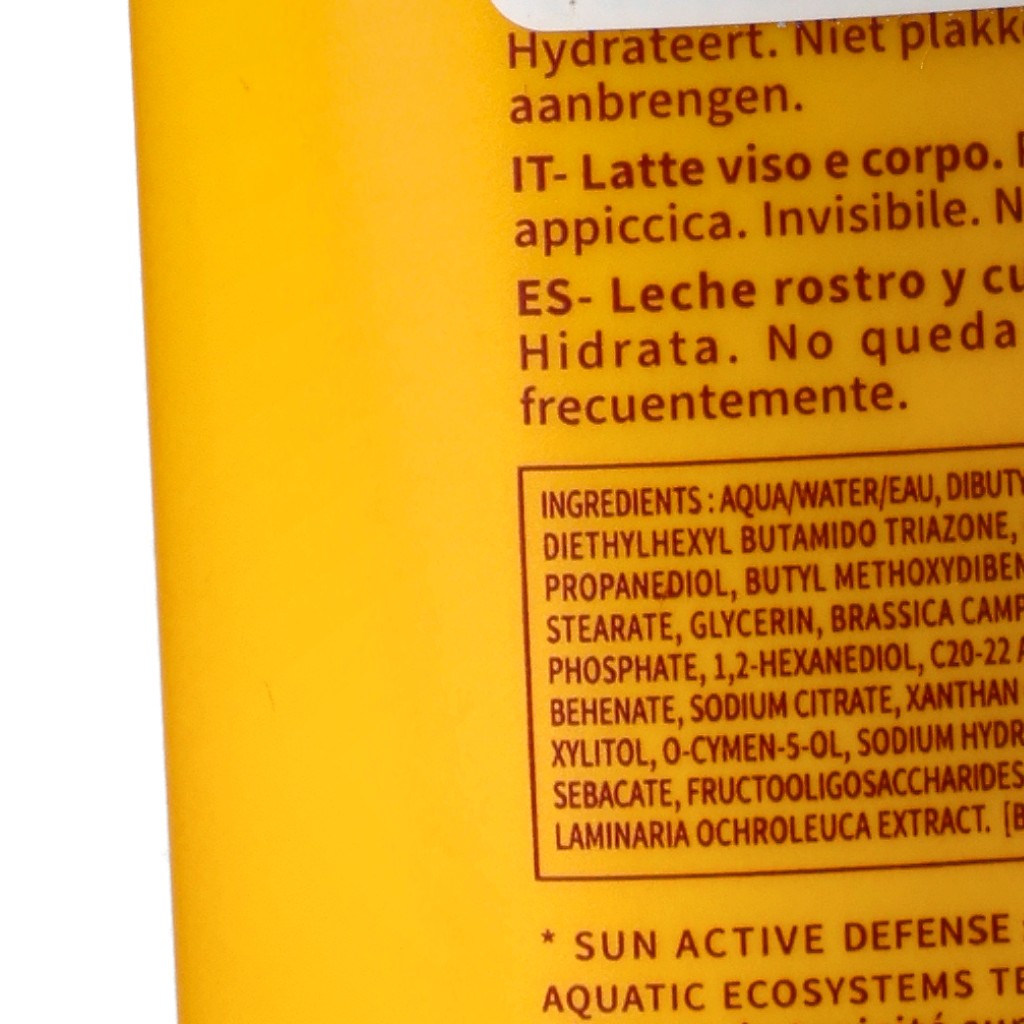 Hydrateert. Niet
aanbrengen.
IT- Latte viso e corpo.
appiccica. Invisibile. N
ES- Leche rostro y cu
Hidrata. No queda
frecuentemente.
INGREDIENTS : AQUA/WATER/EAU, DIBUTY
DIETHYLHEXYL BUTAMIDO TRIAZONE,
PROPANEDIOL, BUTYL METHOXYDIBEN
STEARATE, GLYCERIN, BRASSICA CAMP
PHOSPHATE, 1,2-HEXANEDIOL, C20-22 A
BEHENATE, SODIUM CITRATE, XANTHAN
XYLITOL, O-CYMEN-5-OL, SODIUM HYDR
SEBACATE, FRUCTOOLIGOSACCHARIDES
LAMINARIA OCHROLEUCA EXTRACT. [B
* SUN ACTIVE DEFENSE
AQUATIC ECOSYSTEMS TE